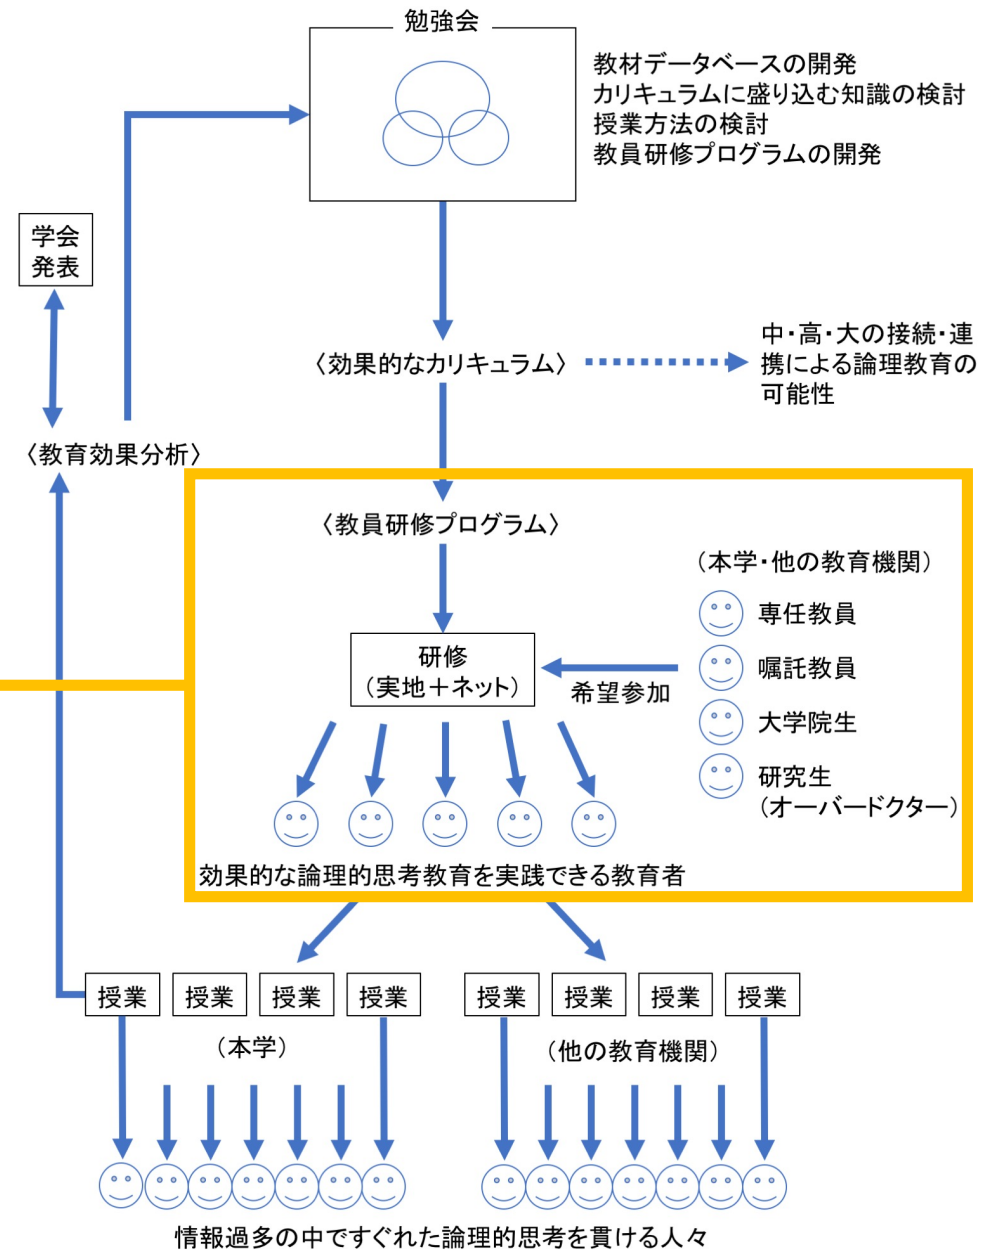 勉強会
教材データベースの開発
カリキュラムに盛り込む知識の検討
授業方法の検討
教員研修プログラムの開発
学会
発表
〈効果的なカリキュラム〉
中・高・大の接続・連
携による論理教育の
可能性
〈教育効果分析〉
〈教員研修プログラム〉
(本学・他の教育機関)
専任教員
嘱託教員
大学院生
研究生
(オーバードクター)
研修
(実地+ネット)
希望参加
効果的な論理的思考教育を実践できる教育者
授業 授業 授業 授業 授業 授業 授業 授業
(本学) (他の教育機関)
情報過多の中ですぐれた論理的思考を貫ける人々